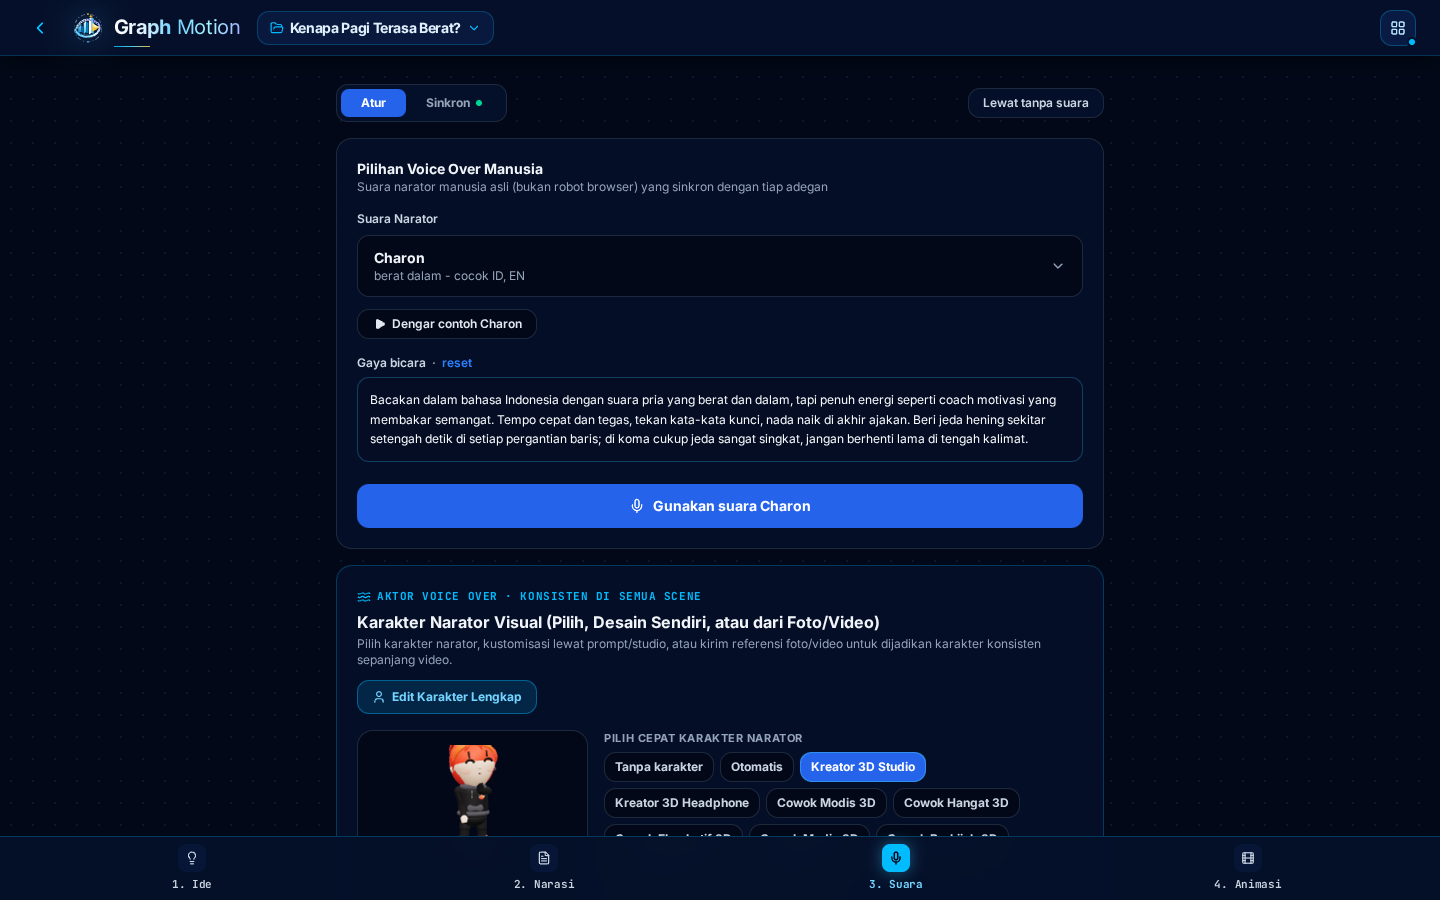 Graph Motion
Kenapa Pagi Terasa Berat?
Atur
Sinkron
Lewat tanpa suara
Pilihan Voice Over Manusia
Suara narator manusia asli (bukan robot browser) yang sinkron dengan tiap adegan
Suara Narator
Charon
berat dalam - cocok ID, EN
Dengar contoh Charon
Gaya bicara · reset
Bacakan dalam bahasa Indonesia dengan suara pria yang berat dan dalam, tapi penuh energi seperti coach motivasi yang
membakar semangat. Tempo cepat dan tegas, tekan kata-kata kunci, nada naik di akhir ajakan. Beri jeda hening sekitar
setengah detik di setiap pergantian baris; di koma cukup jeda sangat singkat, jangan berhenti lama di tengah kalimat.
Gunakan suara Charon
AKTOR VOICE OVER · KONSISTEN DI SEMUA SCENE
Karakter Narator Visual (Pilih, Desain Sendiri, atau dari Foto/Video)
Pilih karakter narator, kustomisasi lewat prompt/studio, atau kirim referensi foto/video untuk dijadikan karakter konsisten
sepanjang video.
Edit Karakter Lengkap
PILIH CEPAT KARAKTER NARATOR
Tanpa karakter
Otomatis
Kreator 3D Studio
Kreator 3D Headphone
Cowok Modis 3D
Cowok Hangat 3D
1. Ide
2. Narasi
3. Suara
4. Animasi